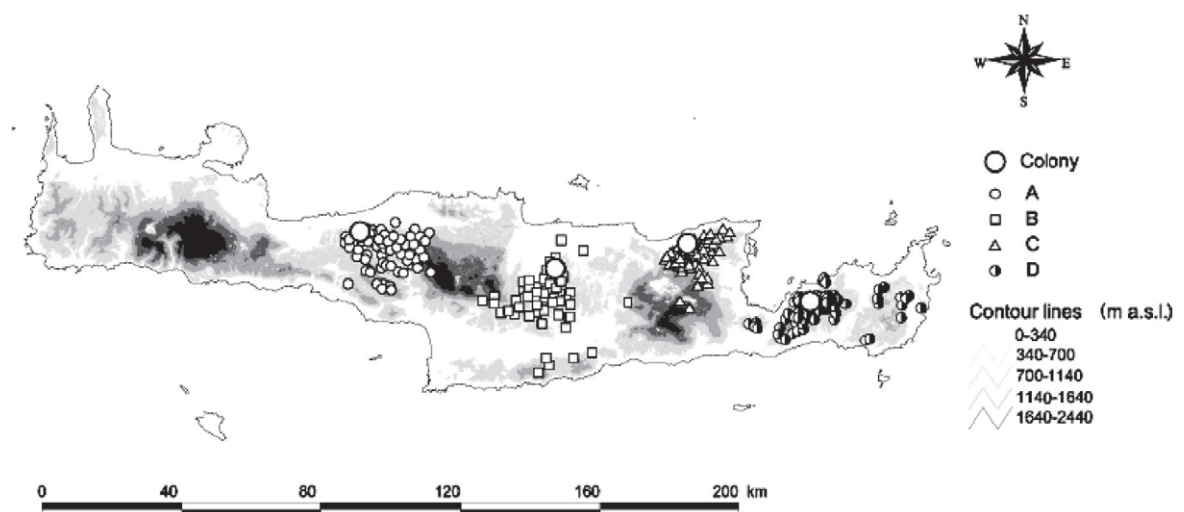 N
W E
S
Colony
A
B
C
D
Contour lines (m a.s.l.)
0-340
340-700
700-1140
1140-1640
1640-2440
0 40 80 120 160 200 km